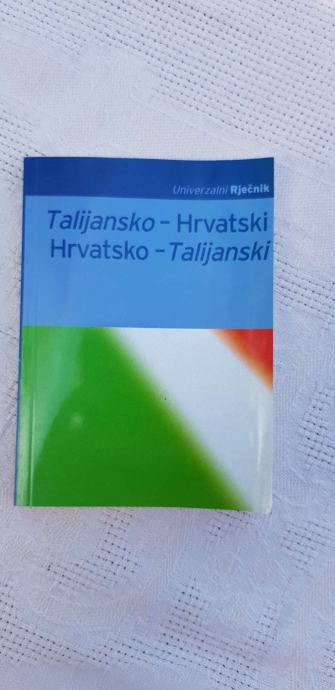 Univerzalni Rječnik
Talijansko - Hrvatski
Hrvatsko - Talijanski